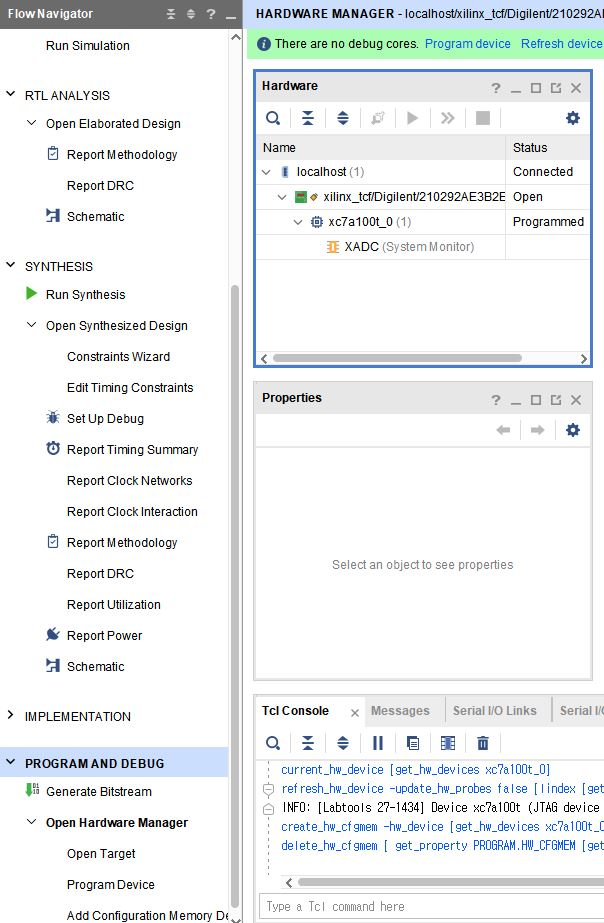 Flow Navigator
Run Simulation
RTL ANALYSIS
Open Elaborated Design
Report Methodology
Report DRC
Schematic
SYNTHESIS
Run Synthesis
Open Synthesized Design
Constraints Wizard
Edit Timing Constraints
Set Up Debug
Report Timing Summary
Report Clock Networks
Report Clock Interaction
Report Methodology
Report DRC
Report Utilization
Report Power
Schematic
IMPLEMENTATION
PROGRAM AND DEBUG
Generate Bitstream
Open Hardware Manager
Open Target
Program Device
Add Configuration Memory De
HARDWARE MANAGER - localhost/xilinx_tcf/Digilent/210292AE
There are no debug cores. Program device Refresh device
Hardware
Name Status
localhost (1) Connected
xilinx_tcf/Digilent/210292AE3B2E Open
xc7a100t_0 (1) Programmed
XADC (System Monitor)
Properties
Select an object to see properties
Tcl Console Messages Serial I/O Links Serial I/
current_hw_device [get_hw_devices xc7a100t_0]
refresh_hw_device -update_hw_probes false [lindex [get
INFO: [Labtools 27-1434] Device xc7a100t (JTAG device
create_hw_cfgmem -hw_device [get_hw_devices xc7a100t_0
delete_hw_cfgmem [ get_property PROGRAM.HW_CFGMEM [get
Type a Tcl command here